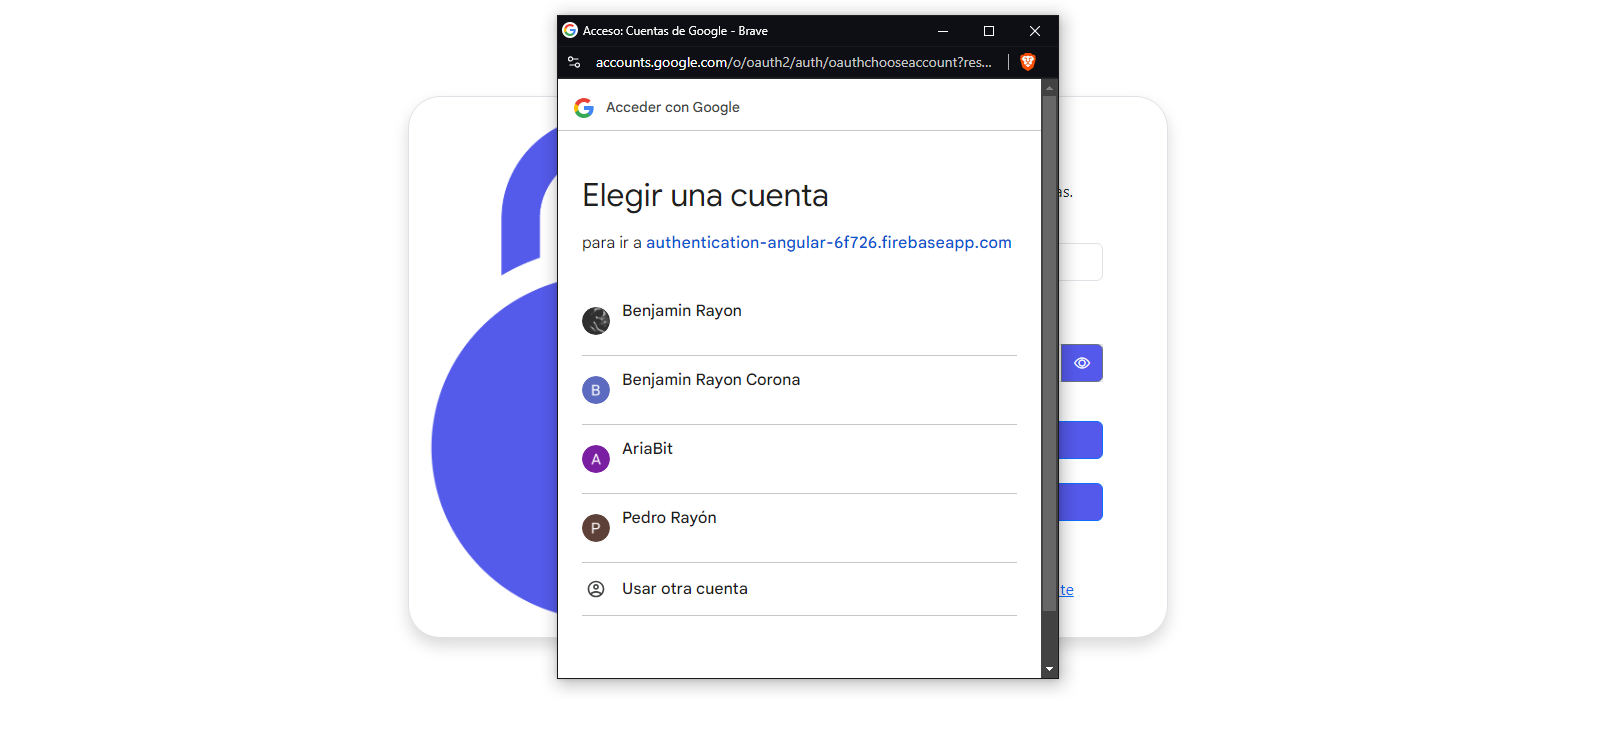 Acceso: Cuentas de Google - Brave
accounts.google.com/o/oauth2/auth/oauthchooseaccount?res...
Acceder con Google
Elegir una cuenta
para ir a authentication-angular-6f726.firebaseapp.com
as.
Benjamin Rayon
B
Benjamin Rayon Corona
A
AriaBit
P
Pedro Rayón
Usar otra cuenta
te